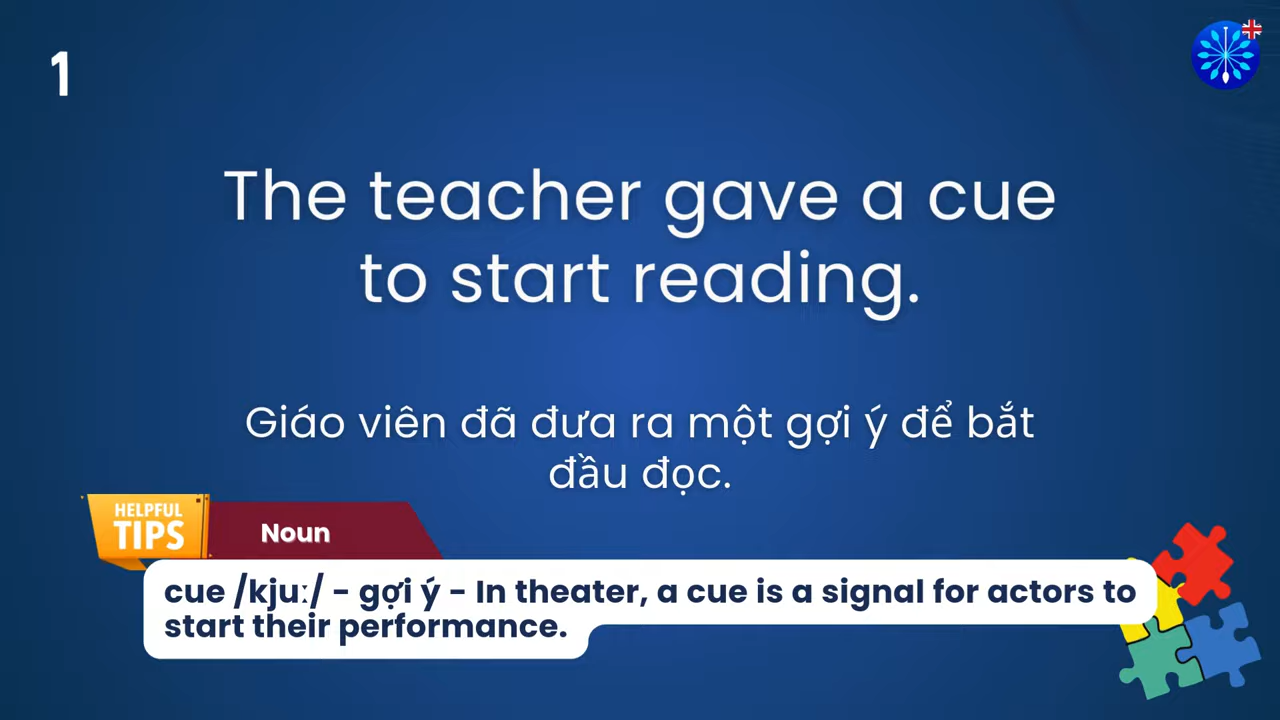 1
The teacher gave a cue
to start reading.
Giáo viên đã đưa ra một gợi ý để bắt
đầu đọc.
HELPFUL
TIPS
Noun
cue /kjuː/ - gợi ý - In theater, a cue is a signal for actors to
start their performance.